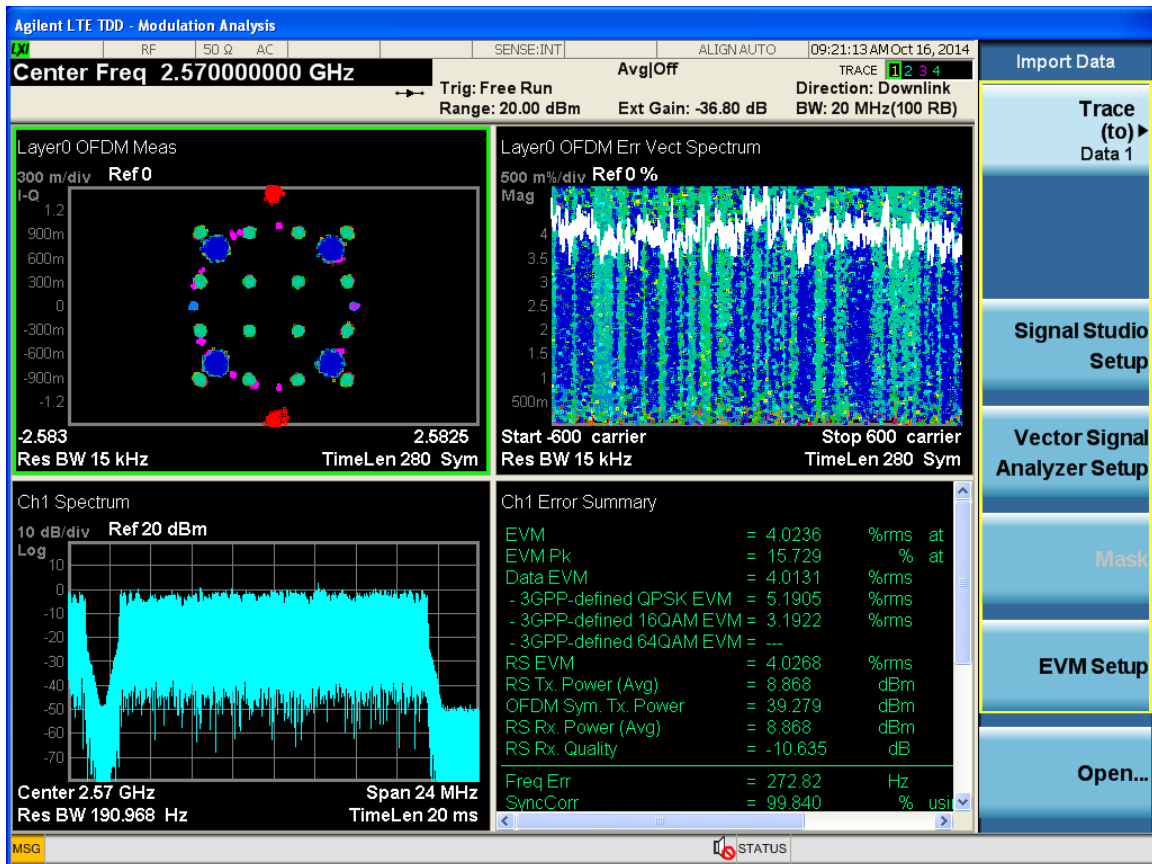 Agilent LTE TDD - Modulation Analysis
LXI RF 50 Ω AC SENSE:INT ALIGN AUTO 09:21:13 AM Oct 16, 2014
Center Freq 2.570000000 GHz
Avg|Off
TRACE 1 2 3 4
Trig: Free Run
Direction: Downlink
Range: 20.00 dBm
Ext Gain: -36.80 dB
BW: 20 MHz(100 RB)
Layer0 OFDM Meas
300 m/div Ref 0
I-Q
1.2
900m
600m
300m
0
-300m
-600m
-900m
-1.2
-2.583 2.5825
Res BW 15 kHz TimeLen 280 Sym
Layer0 OFDM Err Vect Spectrum
500 m%/div Ref 0 %
Mag
4
3.5
3
2.5
2
1.5
1
500m
Start -600 carrier Stop 600 carrier
Res BW 15 kHz TimeLen 280 Sym
Ch1 Spectrum
10 dB/div Ref 20 dBm
Log
10
0
-10
-20
-30
-40
-50
-60
-70
Center 2.57 GHz Span 24 MHz
Res BW 190.968 Hz TimeLen 20 ms
Ch1 Error Summary
EVM = 4.0236 %rms at
EVM Pk = 15.729 % at
Data EVM = 4.0131 %rms
- 3GPP-defined QPSK EVM = 5.1905 %rms
- 3GPP-defined 16QAM EVM = 3.1922 %rms
- 3GPP-defined 64QAM EVM = ---
RS EVM = 4.0268 %rms
RS Tx. Power (Avg) = 8.868 dBm
OFDM Sym. Tx. Power = 39.279 dBm
RS Rx. Power (Avg) = 8.868 dBm
RS Rx. Quality = -10.635 dB
Freq Err = 272.82 Hz
SyncCorr = 99.840 % usi
Import Data
Trace
(to)
Data 1
Signal Studio
Setup
Vector Signal
Analyzer Setup
Mask
EVM Setup
Open...
MSG
STATUS